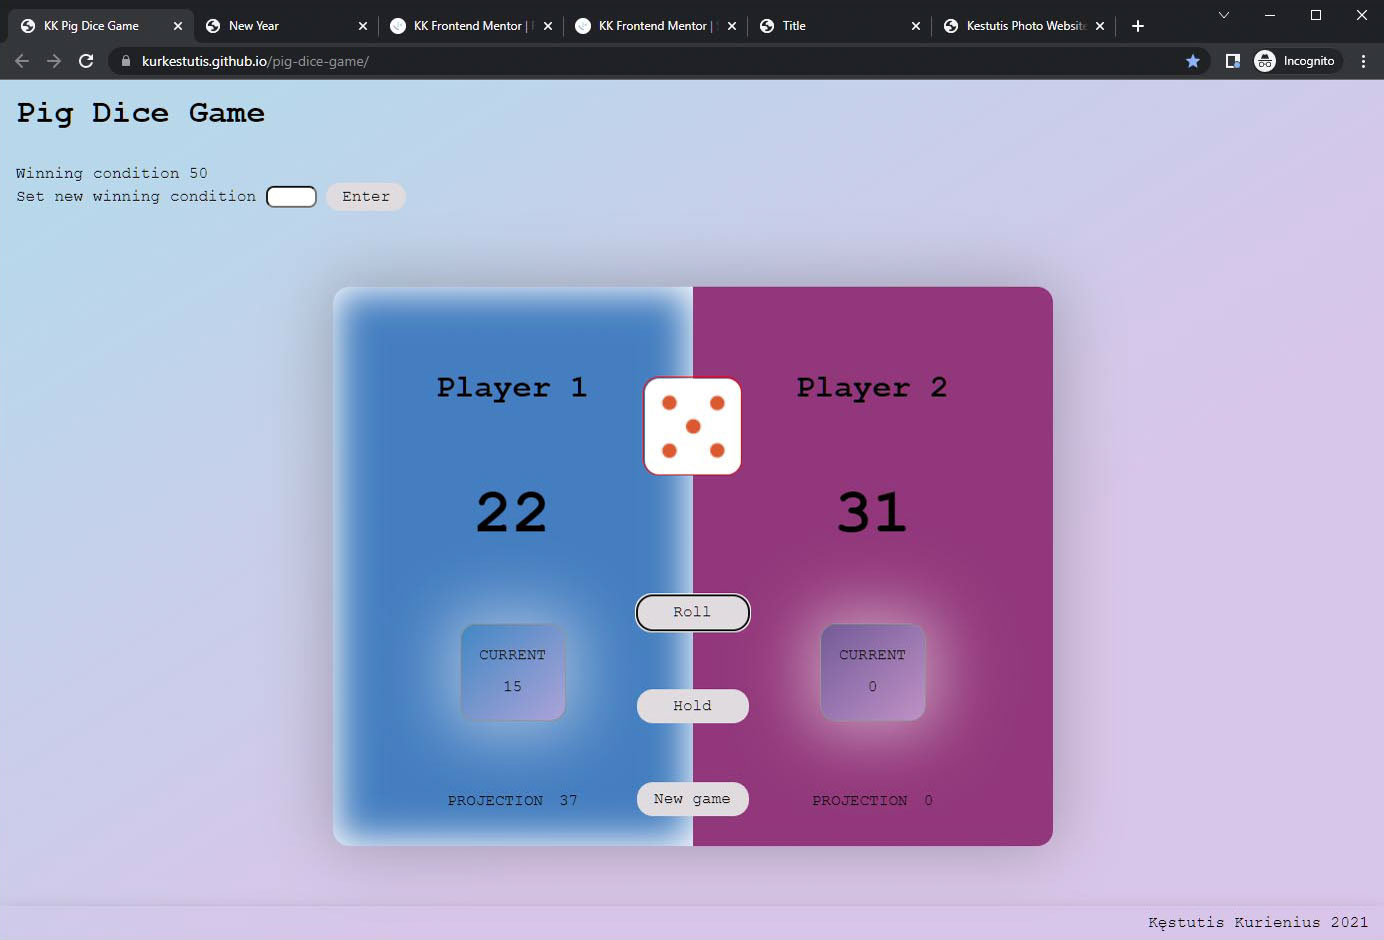 KK Pig Dice Game
New Year
KK Frontend Mentor |
KK Frontend Mentor |
Title
Kestutis Photo Website
kurkestutis.github.io/pig-dice-game/
Incognito
Pig Dice Game
Winning condition 50
Set new winning condition
Enter
Player 1
Player 2
22
31
Roll
CURRENT
15
CURRENT
0
Hold
PROJECTION 37
New game
PROJECTION 0
Kęstutis Kurienius 2021